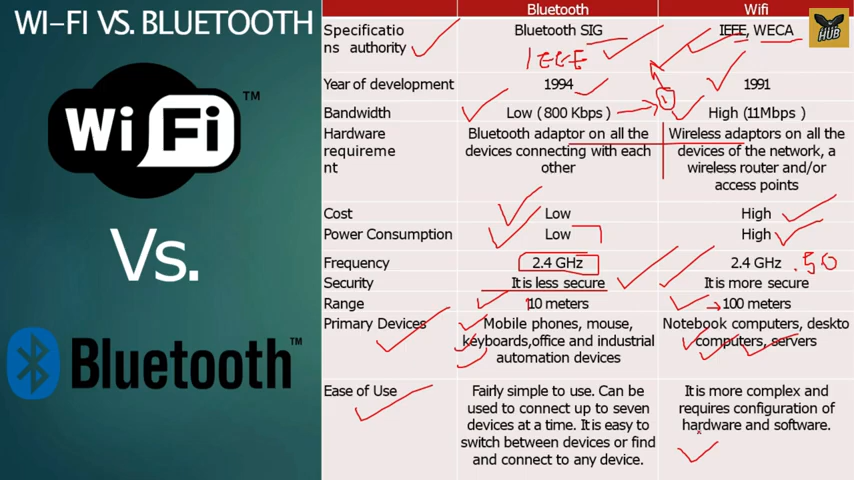 WI-FI VS. BLUETOOTH
Wi Fi TM
Vs.
Bluetooth TM
Bluetooth
Wifi
HUB
Specificatio
ns authority
Bluetooth SIG
IEEE
IEEE, WECA
Year of development
1994
1991
1
Bandwidth
Low ( 800 Kbps )
High (11Mbps )
Hardware
requireme
nt
Bluetooth adaptor on all the
devices connecting with each
other
Wireless adaptors on all the
devices of the network, a
wireless router and/or
access points
Cost
Low
High
Power Consumption
Low
High
Frequency
2.4 GHz
2.4 GHz .50
Security
It is less secure
It is more secure
Range
10 meters
100 meters
Primary Devices
Mobile phones, mouse,
keyboards,office and industrial
automation devices
Notebook computers, deskto
computers, servers
Ease of Use
Fairly simple to use. Can be
used to connect up to seven
devices at a time. It is easy to
switch between devices or find
and connect to any device.
It is more complex and
requires configuration of
hardware and software.